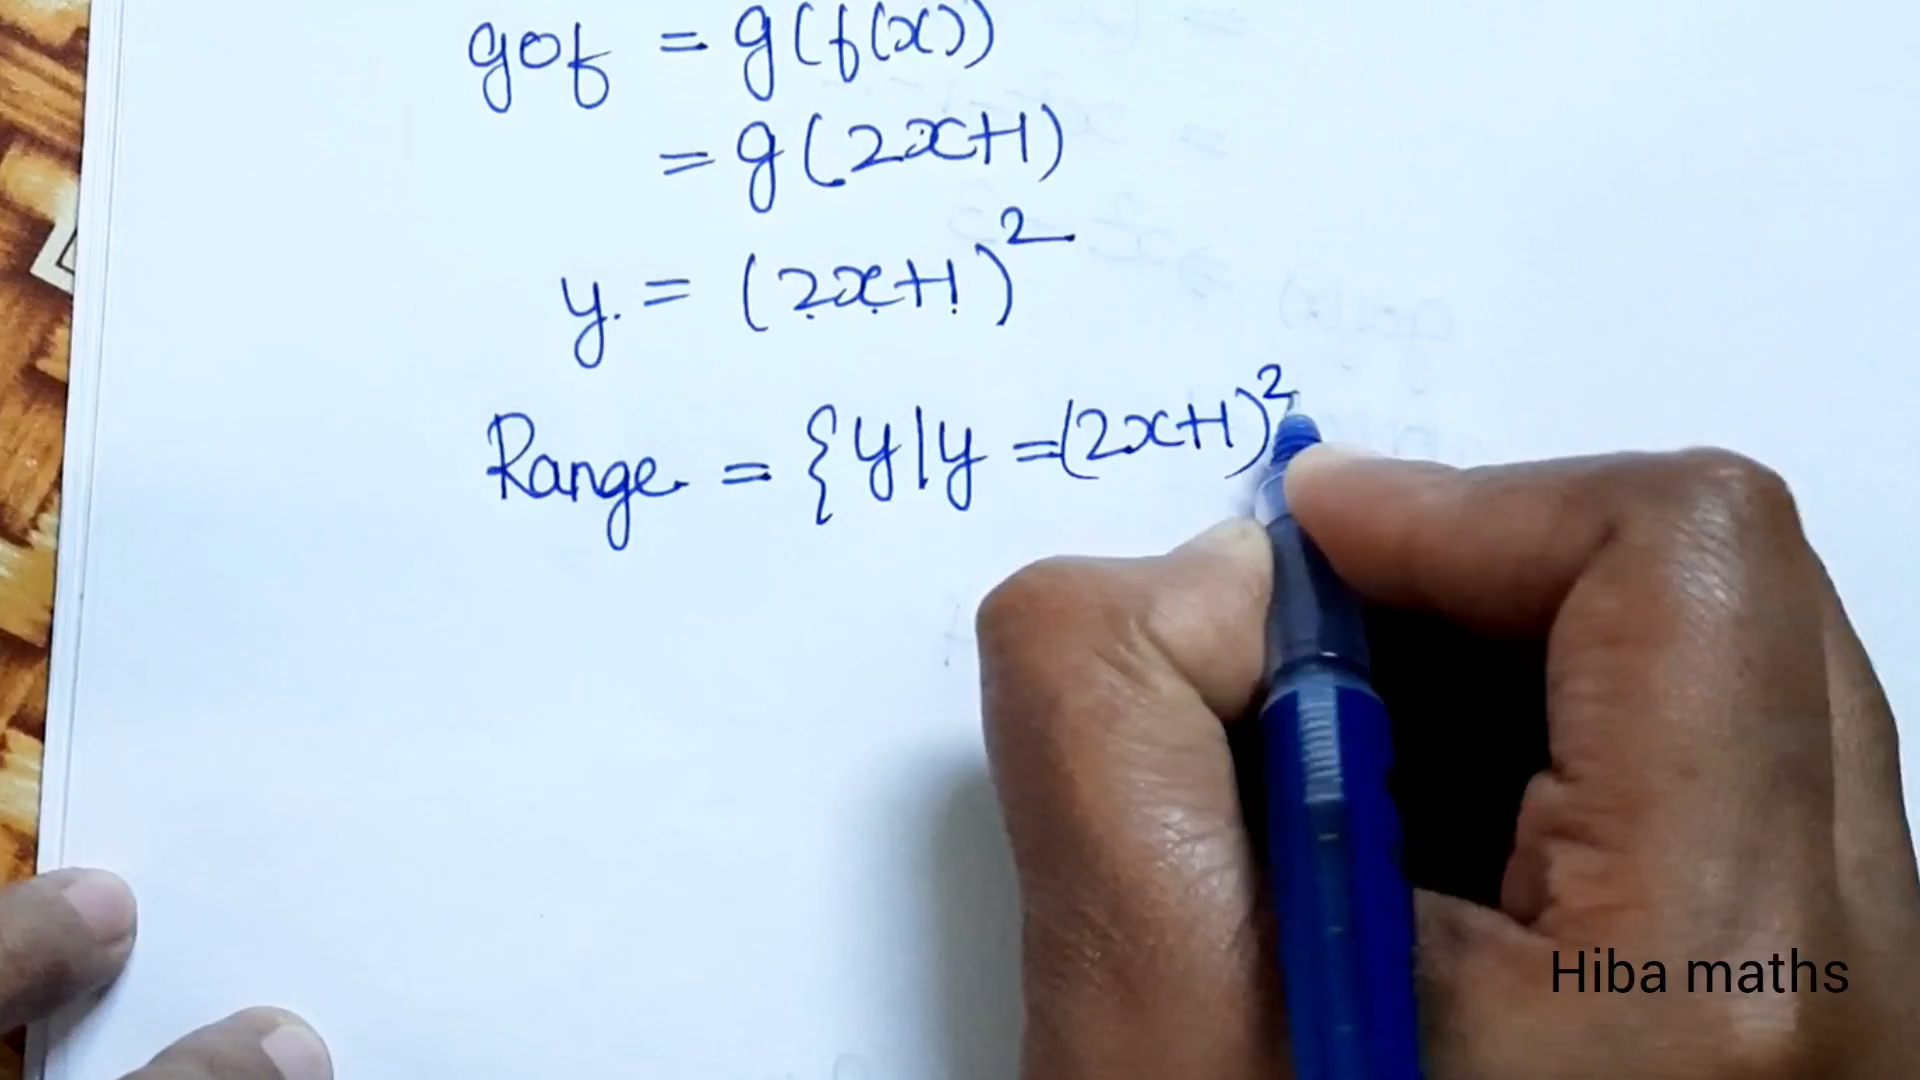 gof = g(f(x))
= g(2x+1)
y = (2x+1)²
Range = {y|y =(2x+1)²
Hiba maths